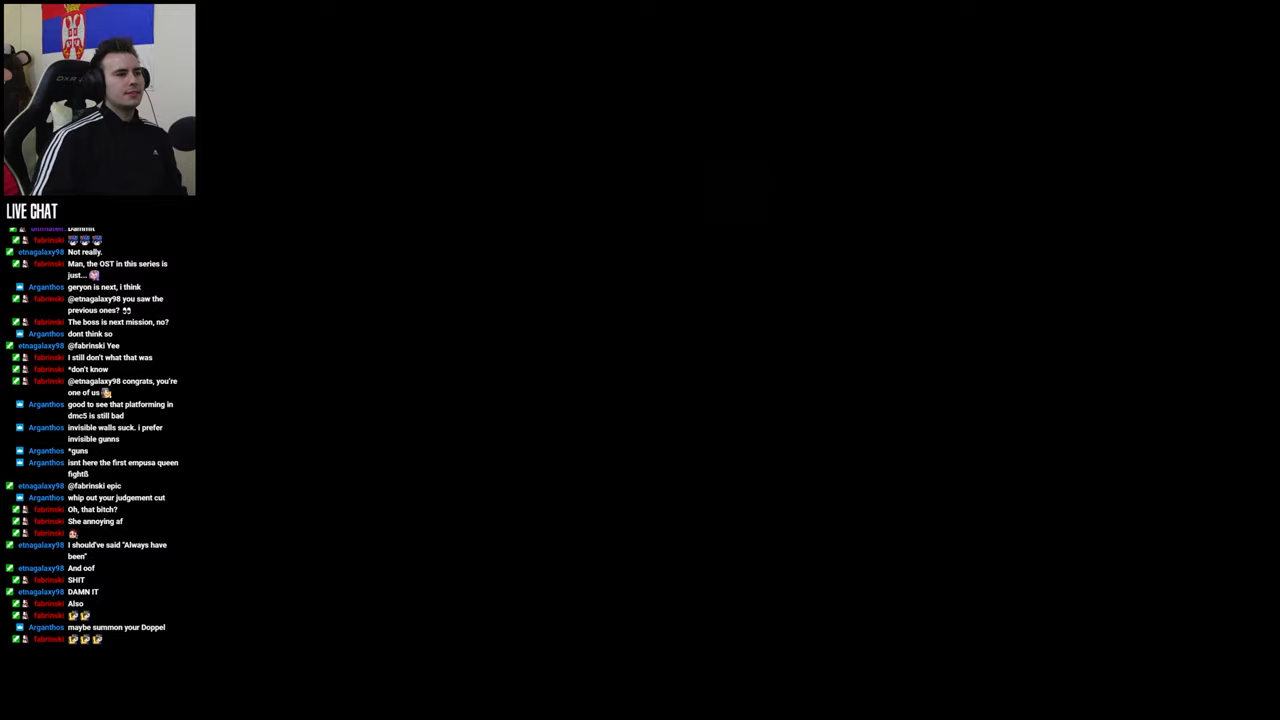 DXR
LIVE CHAT
Dammit
fabrinski
etnagalaxy98 Not really.
fabrinski Man, the OST in this series is
just...
Arganthos geryon is next, i think
fabrinski @etnagalaxy98 you saw the
previous ones?
fabrinski The boss is next mission, no?
Arganthos dont think so
etnagalaxy98 @fabrinski Yee
fabrinski I still don't what that was
fabrinski *don't know
fabrinski @etnagalaxy98 congrats, you're
one of us
Arganthos good to see that platforming in
dmc5 is still bad
Arganthos invisible walls suck. i prefer
invisible gunns
Arganthos *guns
Arganthos isnt here the first empusa queen
fightß
etnagalaxy98 @fabrinski epic
Arganthos whip out your judgement cut
fabrinski Oh, that bitch?
fabrinski She annoying af
fabrinski
etnagalaxy98 I should've said "Always have
been"
etnagalaxy98 And oof
fabrinski SHIT
etnagalaxy98 DAMN IT
fabrinski Also
fabrinski
Arganthos maybe summon your Doppel
fabrinski